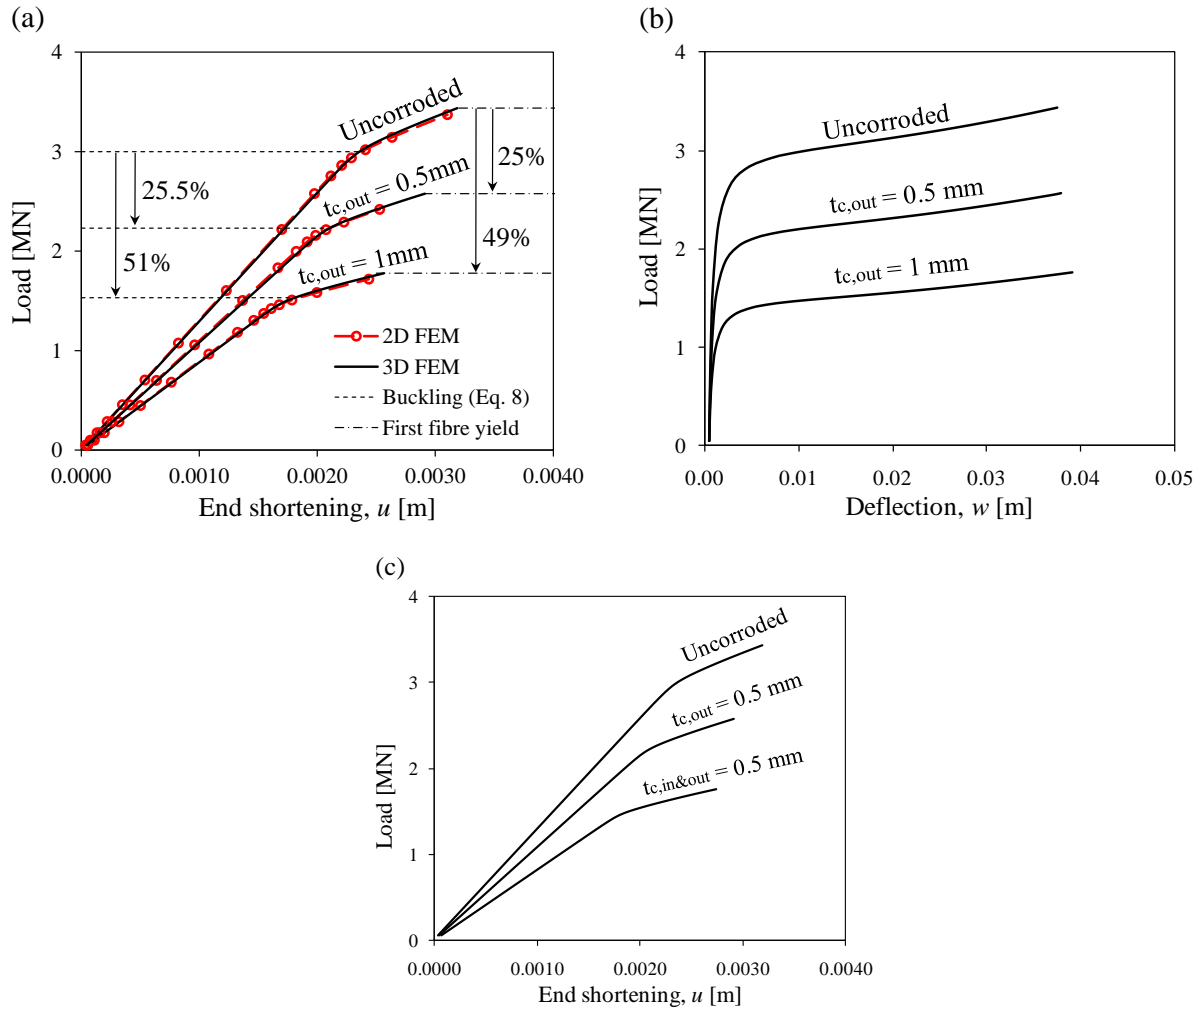 (a)
4
3
2
1
0
Load [MN]
0.0000
0.0010
0.0020
0.0030
0.0040
End shortening, u [m]
Uncorroded
tc,out = 0.5mm
tc,out = 1mm
25.5%
51%
25%
49%
2D FEM
3D FEM
Buckling (Eq. 8)
First fibre yield
(b)
4
3
2
1
0
Load [MN]
0.00
0.01
0.02
0.03
0.04
0.05
Deflection, w [m]
Uncorroded
tc,out = 0.5 mm
tc,out = 1 mm
(c)
4
3
2
1
0
Load [MN]
0.0000
0.0010
0.0020
0.0030
0.0040
End shortening, u [m]
Uncorroded
tc,out = 0.5 mm
tc,in&out = 0.5 mm